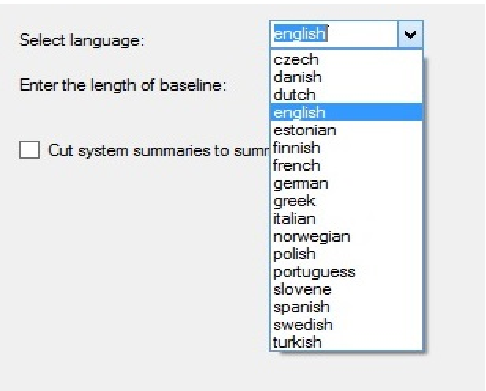 Select language:
english
Enter the length of baseline:
Cut system summaries to summ
czech
danish
dutch
english
estonian
finnish
french
german
greek
italian
norwegian
polish
portuguess
slovene
spanish
swedish
turkish